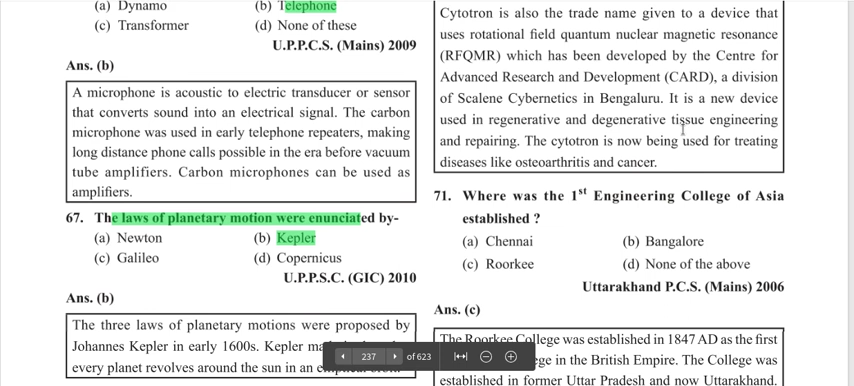 (a) Dynamo (b) Telephone
(c) Transformer (d) None of these
U.P.P.C.S. (Mains) 2009
Ans. (b)
A microphone is acoustic to electric transducer or sensor
that converts sound into an electrical signal. The carbon
microphone was used in early telephone repeaters, making
long distance phone calls possible in the era before vacuum
tube amplifiers. Carbon microphones can be used as
amplifiers.
67. The laws of planetary motion were enunciated by-
(a) Newton (b) Kepler
(c) Galileo (d) Copernicus
U.P.P.S.C. (GIC) 2010
Ans. (b)
The three laws of planetary motions were proposed by
Johannes Kepler in early 1600s. Kepler
every planet revolves around the sun in an
Cytotron is also the trade name given to a device that
uses rotational field quantum nuclear magnetic resonance
(RFQMR) which has been developed by the Centre for
Advanced Research and Development (CARD), a division
of Scalene Cybernetics in Bengaluru. It is a new device
used in regenerative and degenerative tissue engineering
and repairing. The cytotron is now being used for treating
diseases like osteoarthritis and cancer.
71. Where was the 1st Engineering College of Asia
established ?
(a) Chennai (b) Bangalore
(c) Roorkee (d) None of the above
Uttarakhand P.C.S. (Mains) 2006
Ans. (c)
The Roorkee College was established in 1847 AD as the first
in the British Empire. The College was
established in former Uttar Pradesh and now Uttarakhand.
237 of 623